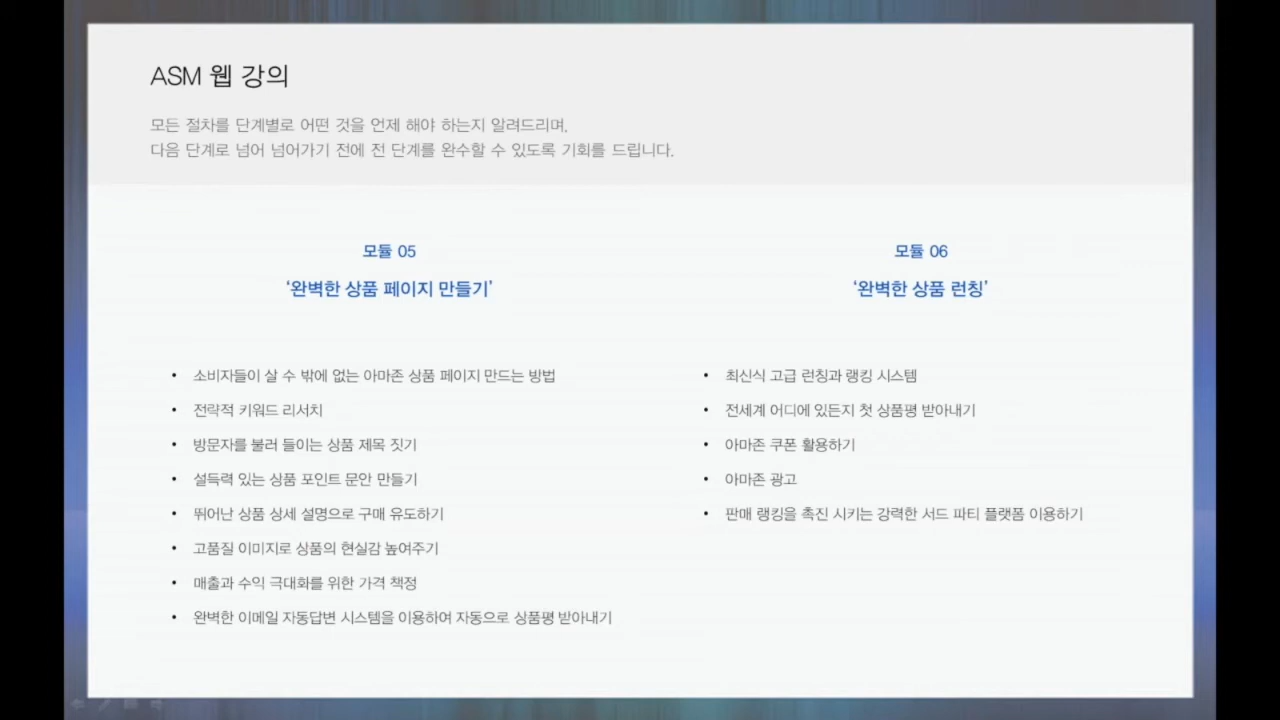 ASM 웹 강의
모든 절차를 단계별로 어떤 것을 언제 해야 하는지 알려드리며,
다음 단계로 넘어 넘어가기 전에 전 단계를 완수할 수 있도록 기회를 드립니다.
모듈 05
‘완벽한 상품 페이지 만들기’
• 소비자들이 살 수 밖에 없는 아마존 상품 페이지 만드는 방법
• 전략적 키워드 리서치
• 방문자를 불러 들이는 상품 제목 짓기
• 설득력 있는 상품 포인트 문안 만들기
• 뛰어난 상품 상세 설명으로 구매 유도하기
• 고품질 이미지로 상품의 현실감 높여주기
• 매출과 수익 극대화를 위한 가격 책정
• 완벽한 이메일 자동답변 시스템을 이용하여 자동으로 상품평 받아내기
모듈 06
‘완벽한 상품 런칭’
• 최신식 고급 런칭과 랭킹 시스템
• 전세계 어디에 있든지 첫 상품평 받아내기
• 아마존 쿠폰 활용하기
• 아마존 광고
• 판매 랭킹을 촉진 시키는 강력한 서드 파티 플랫폼 이용하기